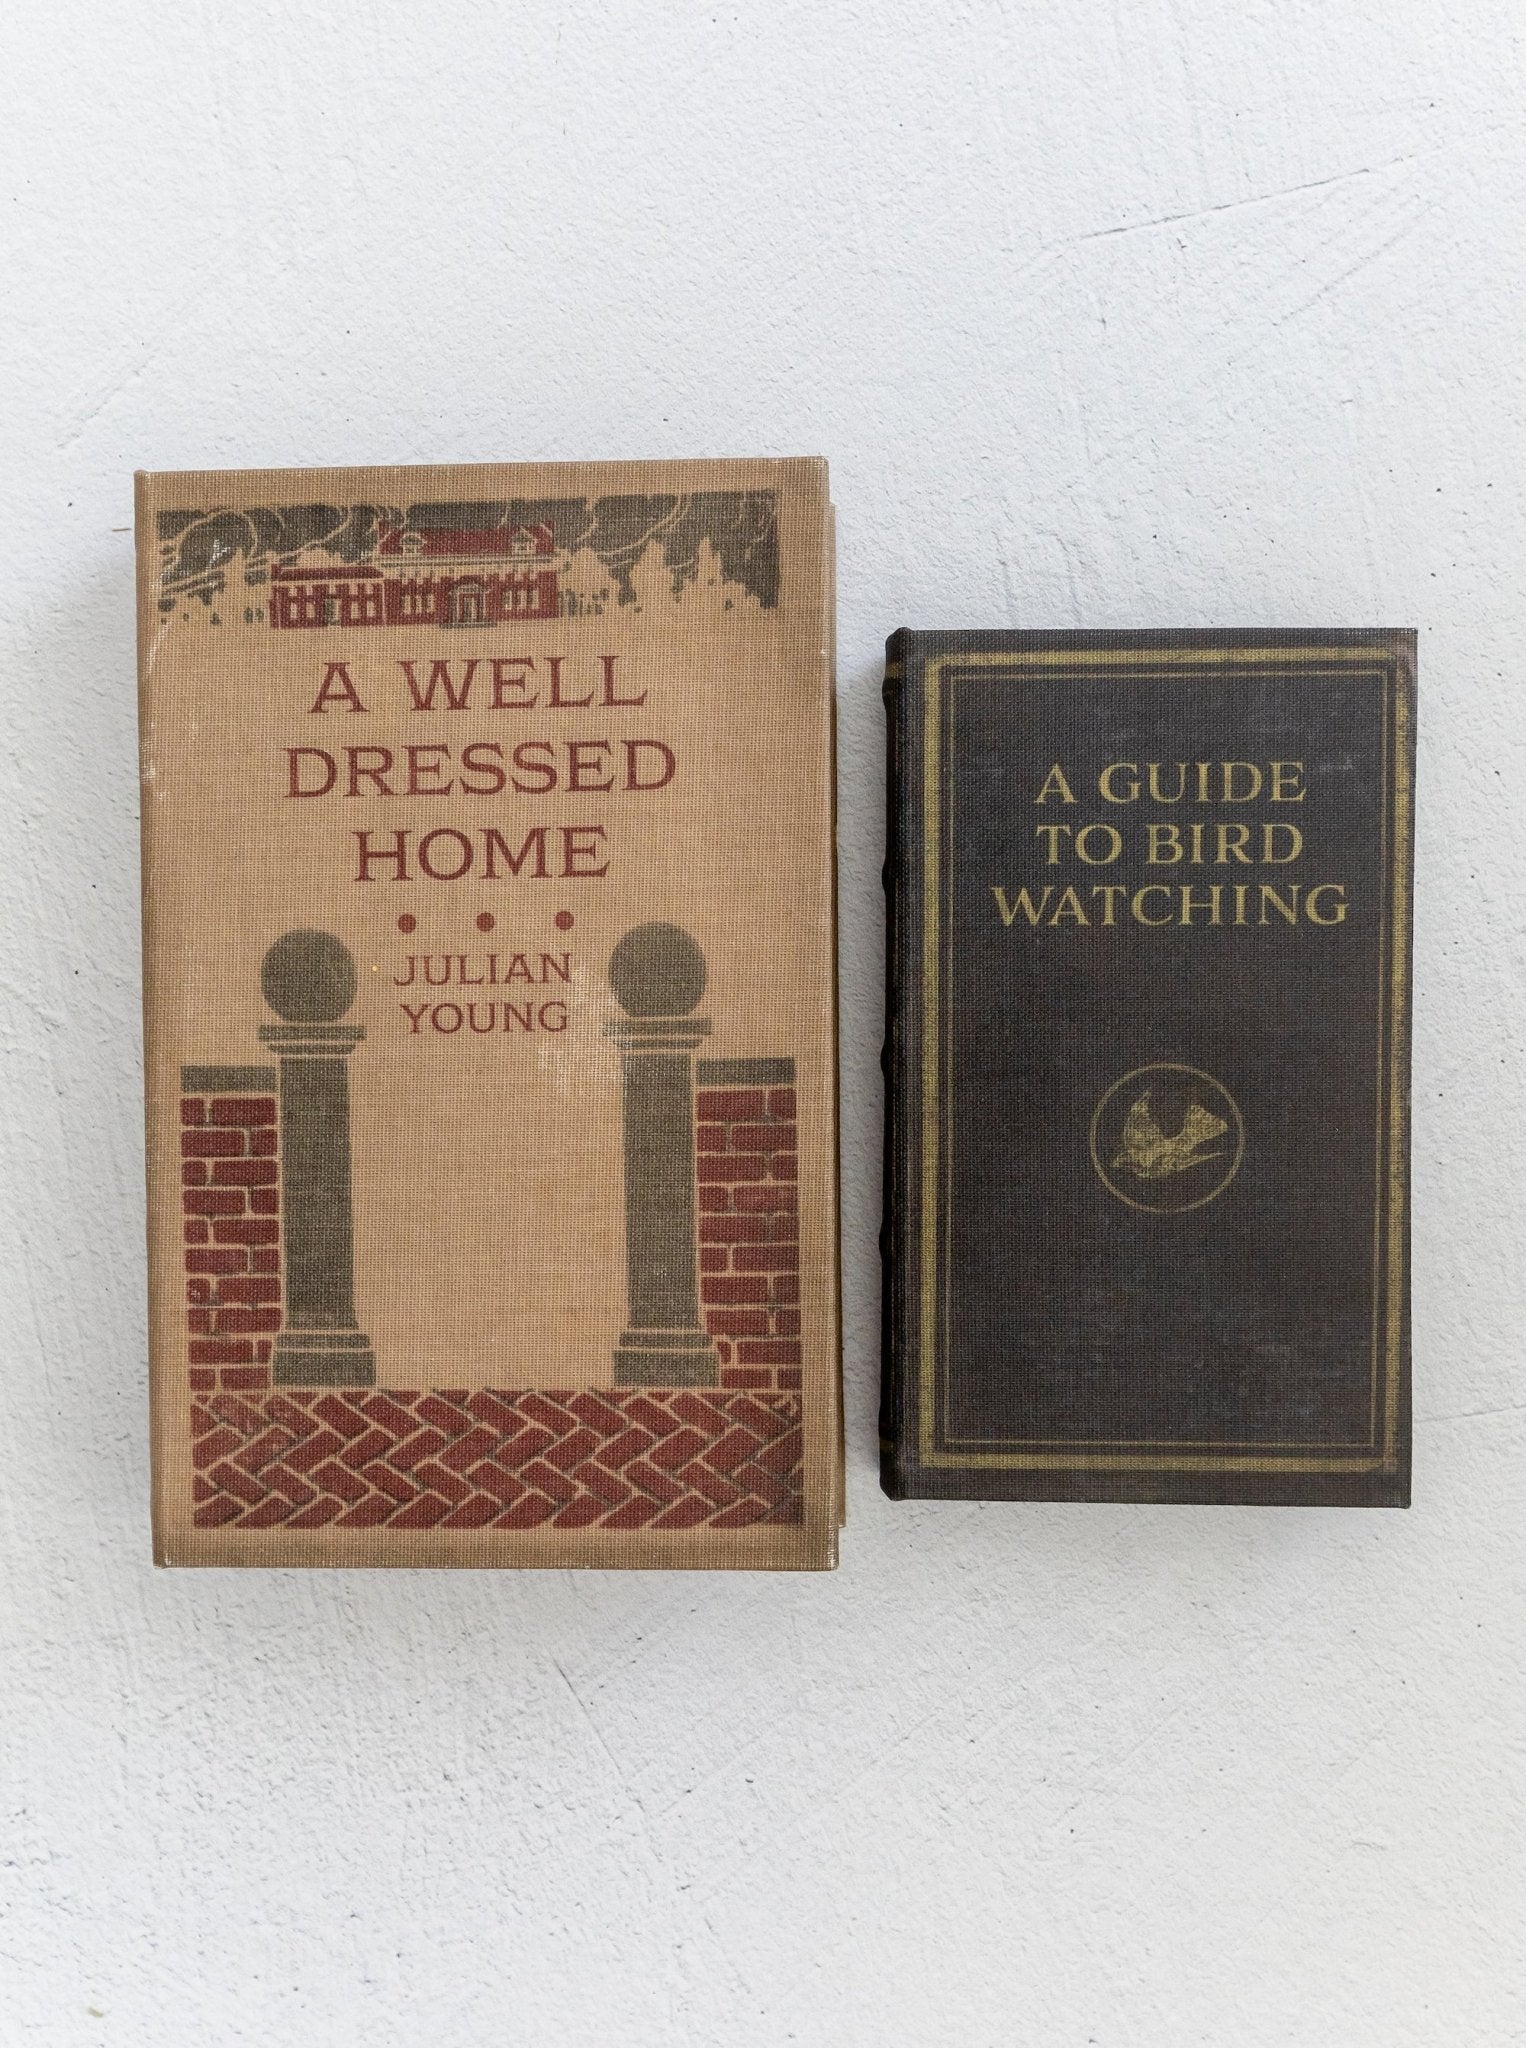 A WELL
DRESSED
HOME
JULIAN
YOUNG
A GUIDE
TO BIRD
WATCHING